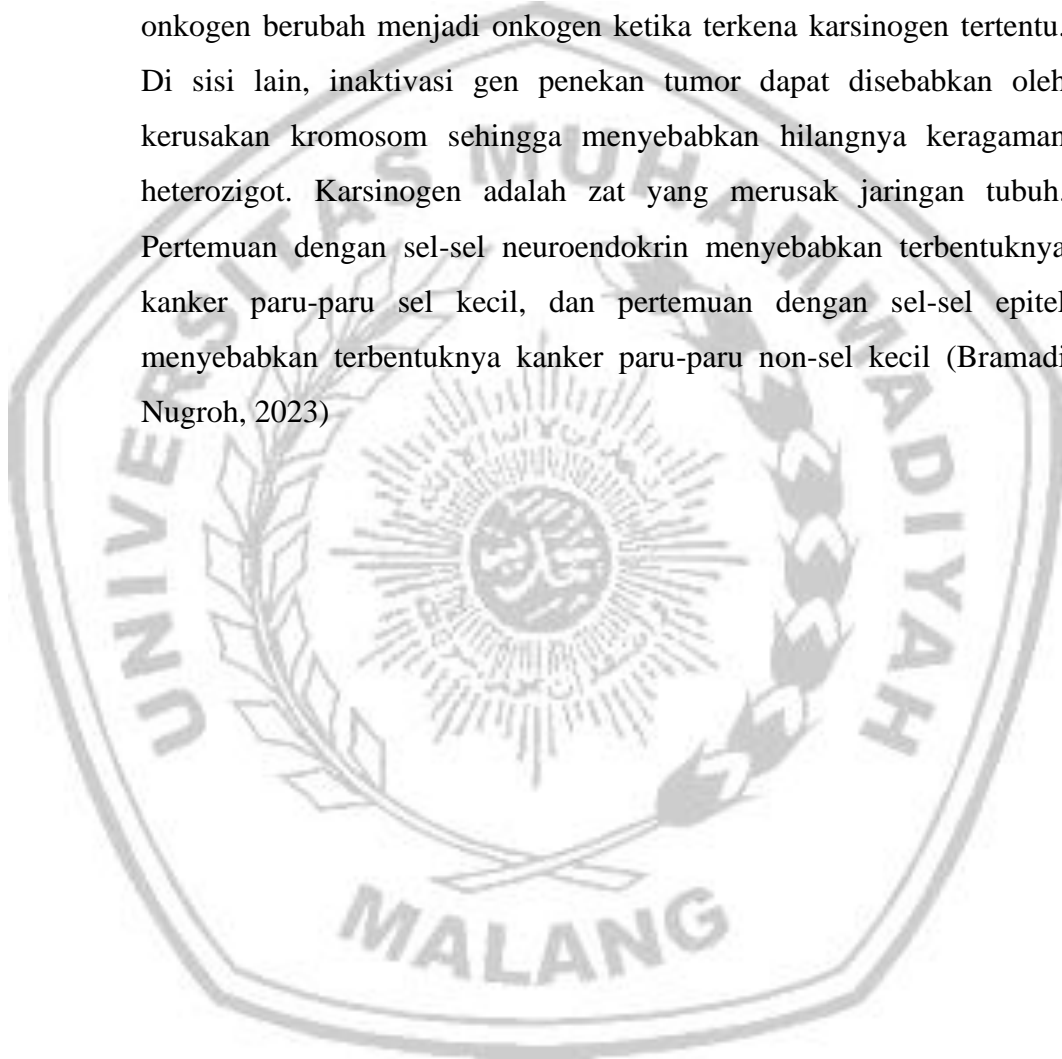 onkogen berubah menjadi onkogen ketika terkena karsinogen tertentu.
Di sisi lain, inaktivasi gen penekan tumor dapat disebabkan oleh
kerusakan kromosom sehingga menyebabkan hilangnya keragaman
heterozigot. Karsinogen adalah zat yang merusak jaringan tubuh.
Pertemuan dengan sel-sel neuroendokrin menyebabkan terbentuknya
kanker paru-paru sel kecil, dan pertemuan dengan sel-sel epitel
menyebabkan terbentuknya kanker paru-paru non-sel kecil (Bramadi
Nugroh, 2023)
UNIVERSITAS MUHAMMADIYAH
MALANG